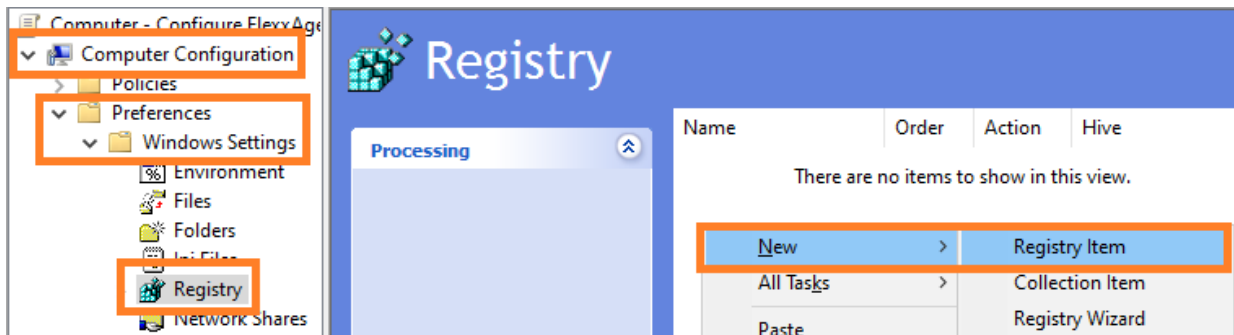 Computer - Configure FlexxAge
Computer Configuration
Policies
Preferences
Windows Settings
Environment
Files
Folders
Ini Files
Registry
Network Shares
Registry
Processing
Name Order Action Hive
There are no items to show in this view.
New Registry Item
All Tasks Collection Item
Paste Registry Wizard